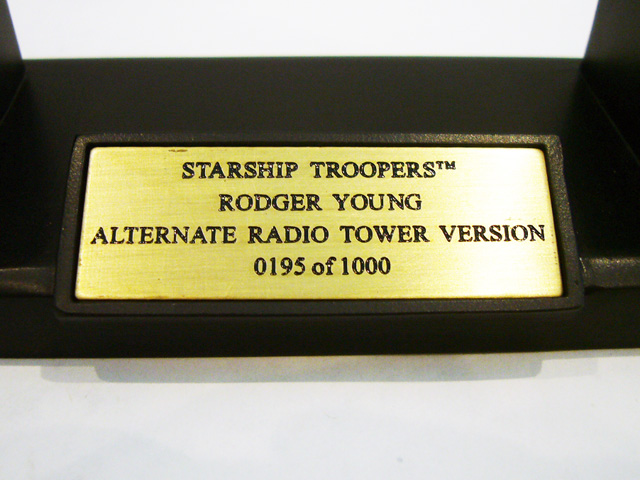 STARSHIP TROOPERS™
RODGER YOUNG
ALTERNATE RADIO TOWER VERSION
0195 of 1000